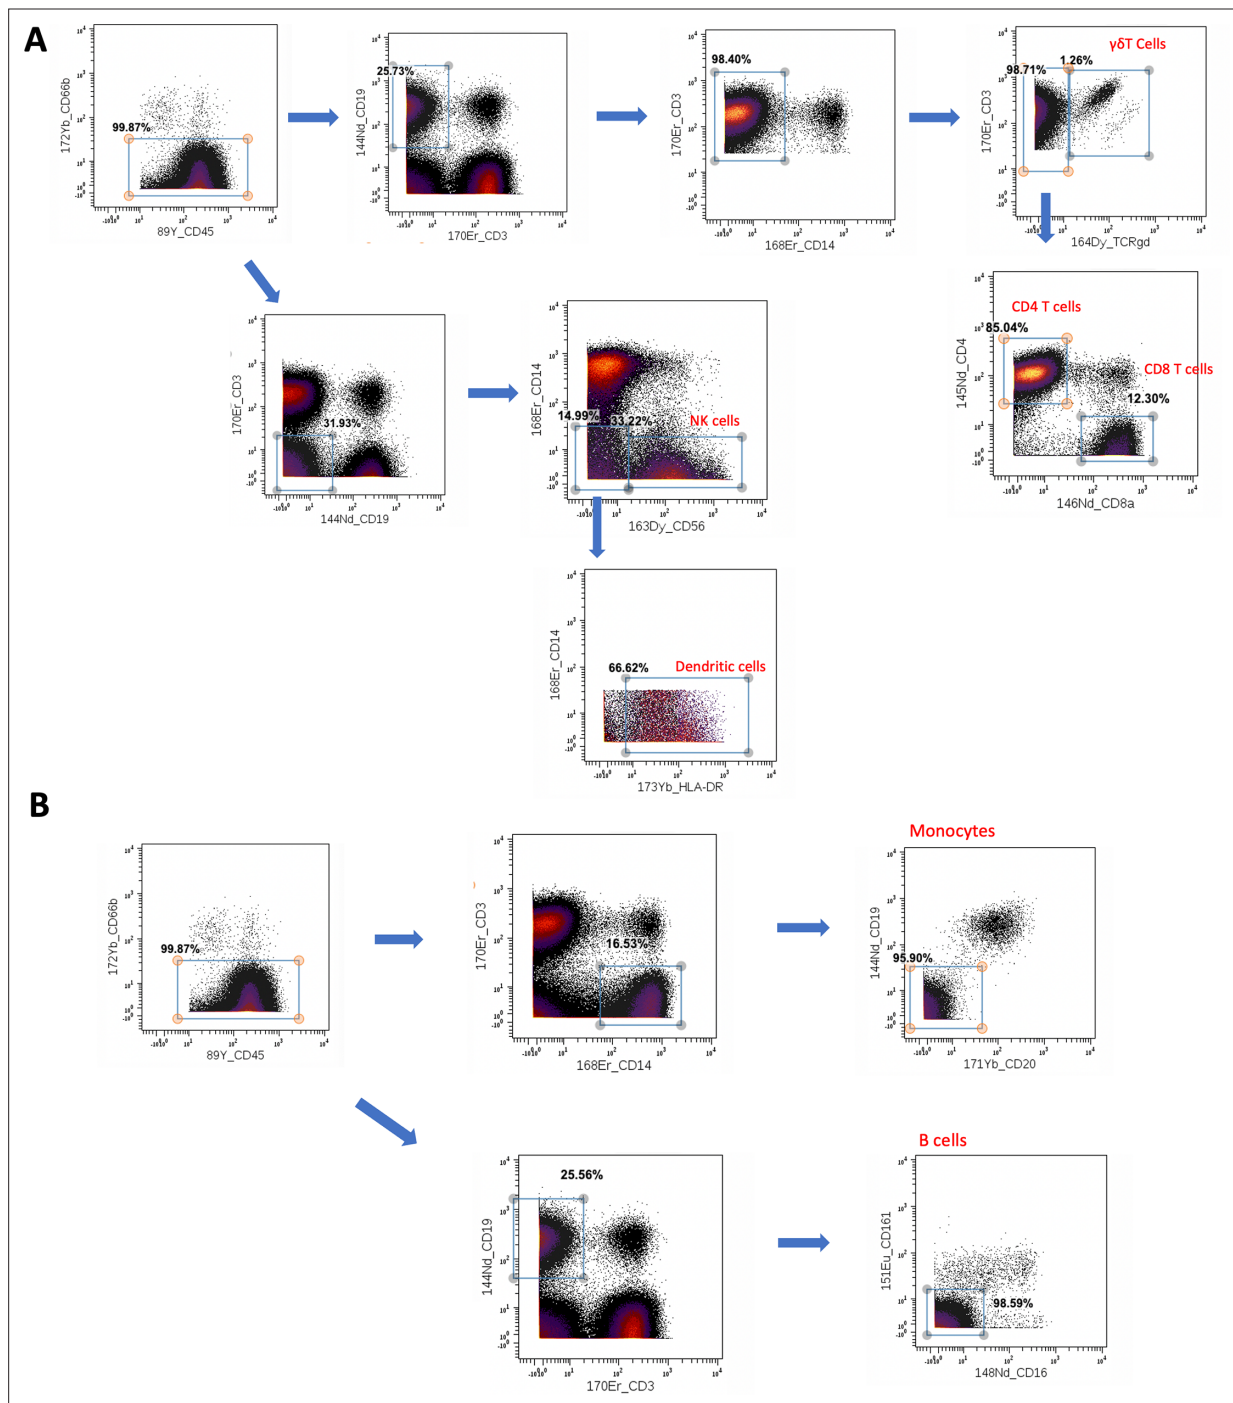 A
172Yb_CD66b
99.87%
89Y_CD45
144Nd_CD19
25.73%
170Er_CD3
170Er_CD3
98.40%
168Er_CD14
γδT Cells
170Er_CD3
98.71%
1.26%
164Dy_TCRgd
170Er_CD3
31.93%
144Nd_CD19
168Er_CD14
14.99%
33.22%
NK cells
163Dy_CD56
CD4 T cells
145Nd_CD4
85.04%
CD8 T cells
12.30%
146Nd_CD8a
168Er_CD14
66.62%
Dendritic cells
173Yb_HLA-DR
B
172Yb_CD66b
99.87%
89Y_CD45
170Er_CD3
16.53%
168Er_CD14
Monocytes
144Nd_CD19
95.90%
171Yb_CD20
144Nd_CD19
25.56%
170Er_CD3
B cells
151Eu_CD161
98.59%
148Nd_CD16